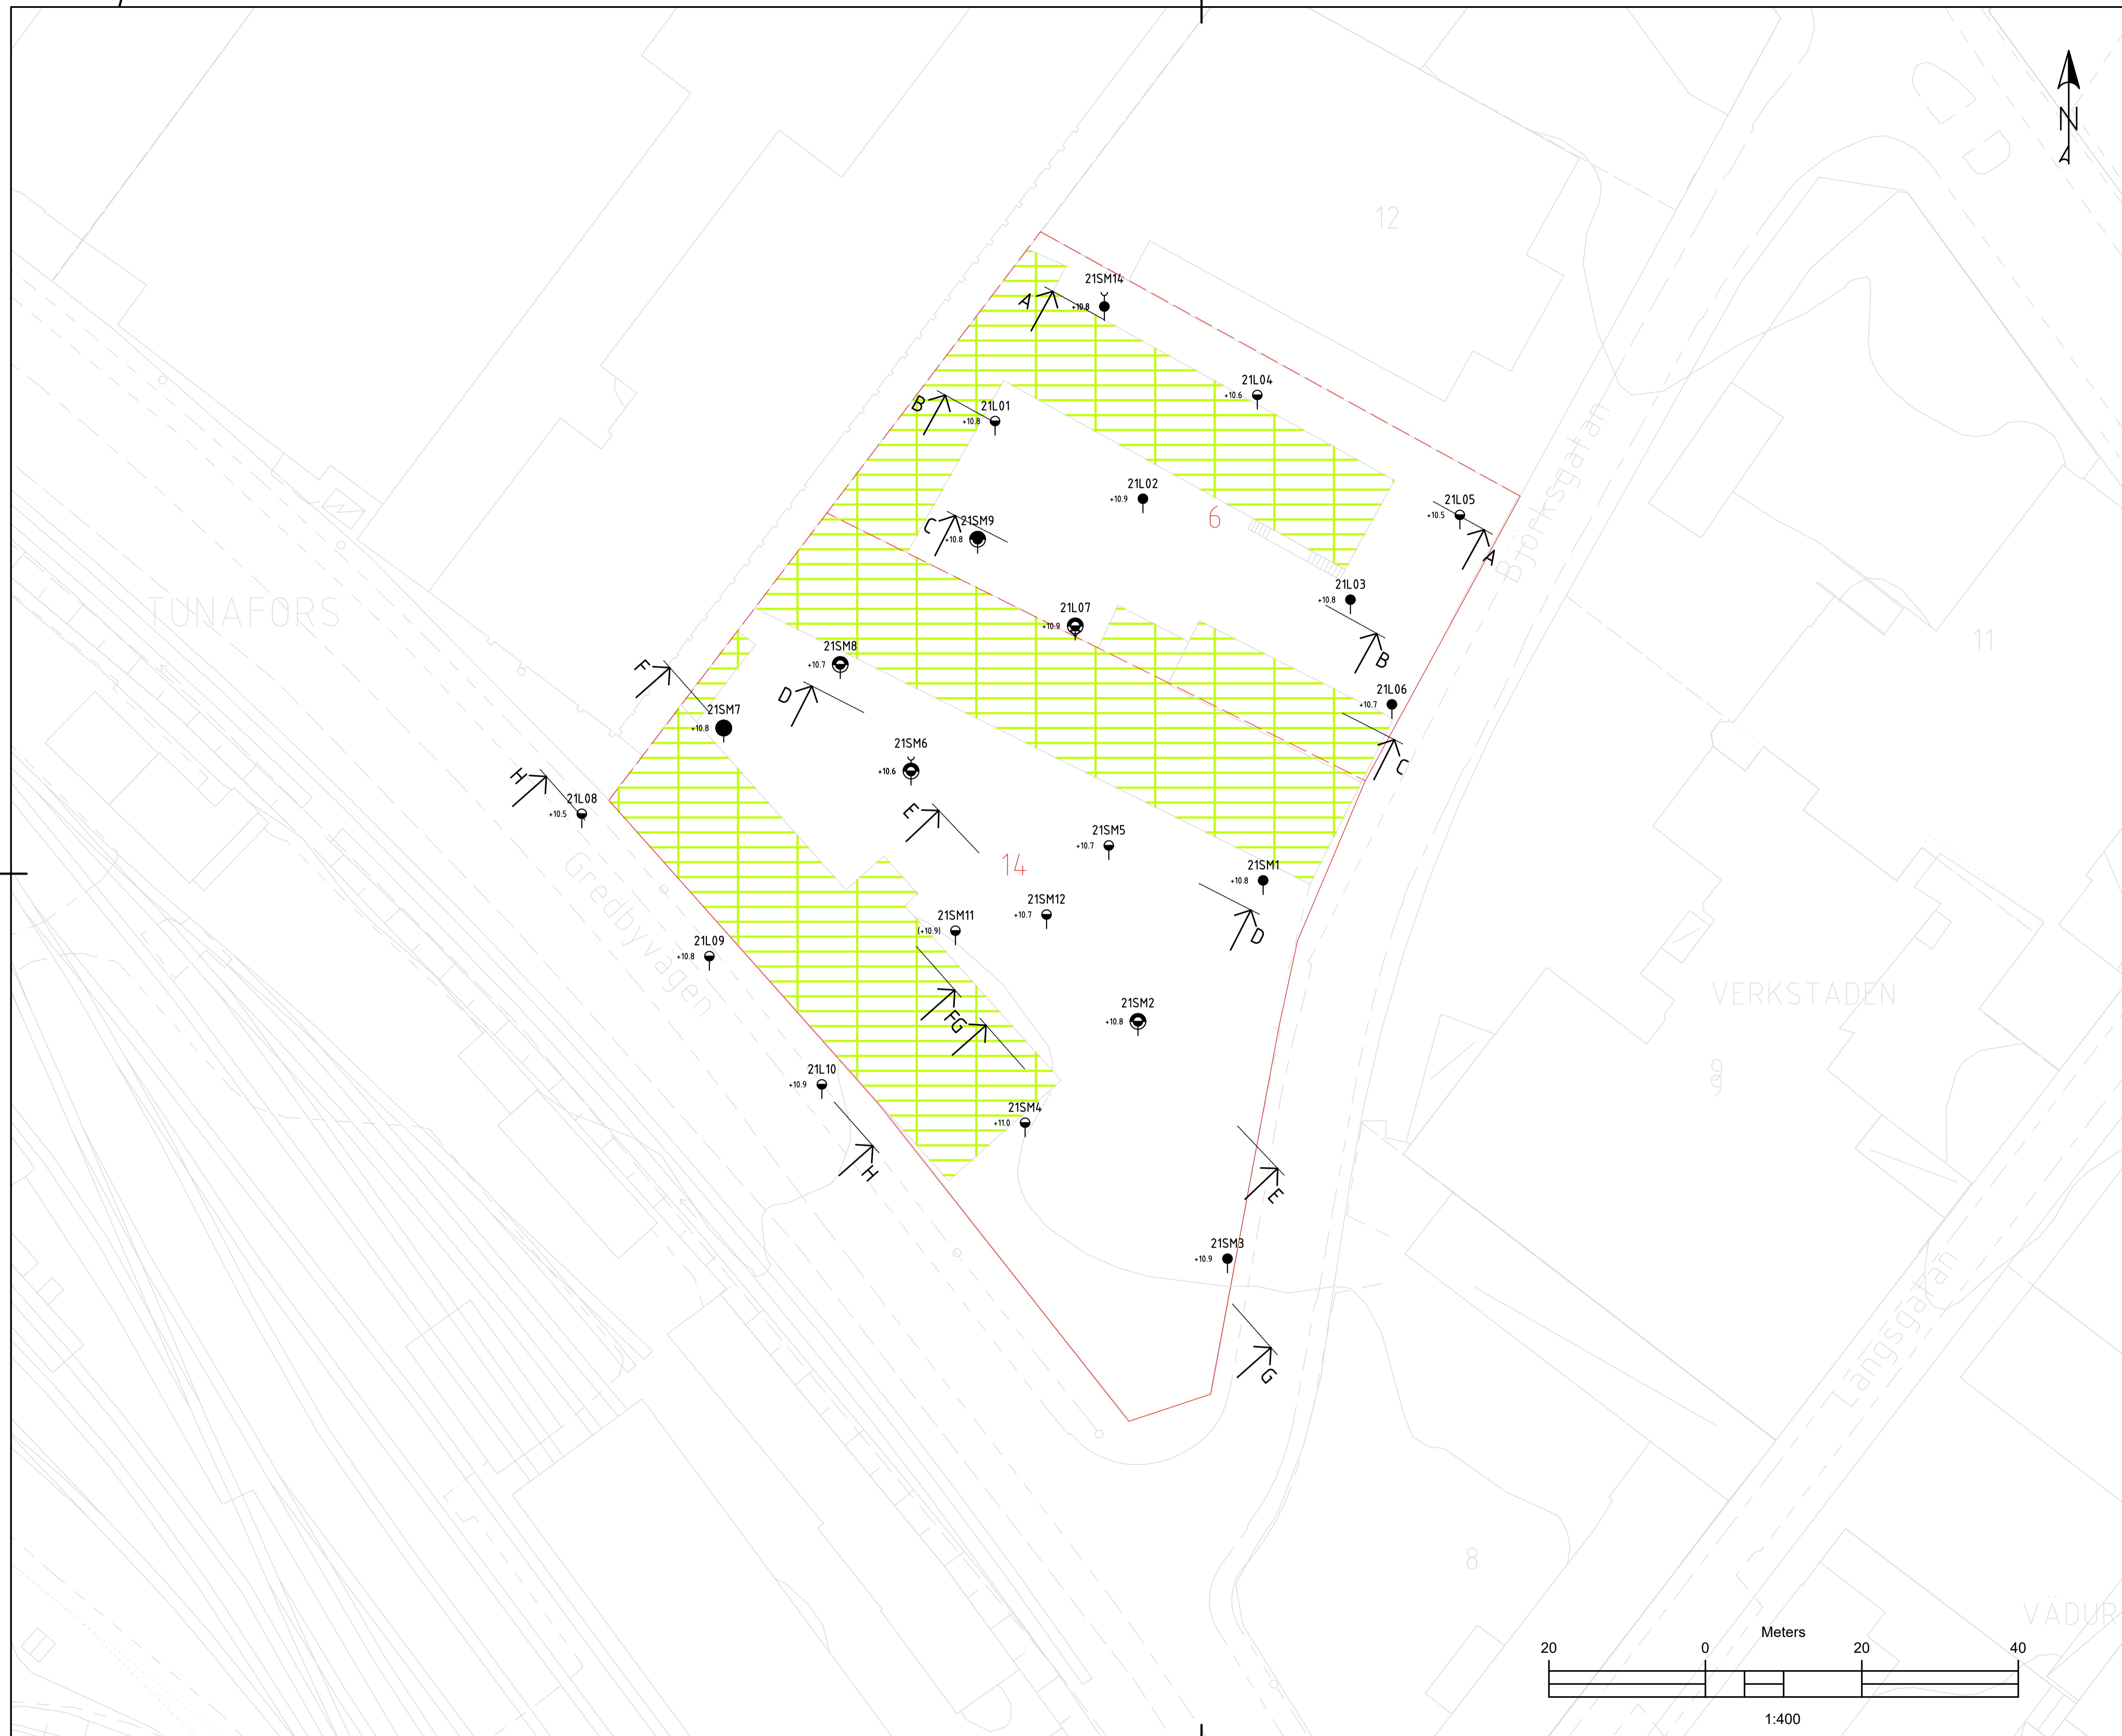 N
12
21SM14
A
+10.8
21L04
+10.6
B
21L01
+10.8
Björksgatan
21L02
+10.9
6
21L05
+10.5
A
C
21SM9
+10.8
21L03
+10.8
TUNAFORS
21L07
+10.9
11
B
21SM8
+10.7
F
D
21L06
+10.7
21SM7
+10.8
21SM6
+10.6
C
H
21L08
+10.5
E
21SM5
+10.7
14
21SM1
+10.8
Gredbyvägen
21SM12
+10.7
21SM11
(+10.9)
D
21L09
+10.8
VERKSTADEN
21SM2
+10.8
F
G
9
21L10
+10.9
21SM4
+11.0
H
E
21SM3
+10.9
Långsgatan
G
8
VÄDUR
Meters
20 0 20 40
1:400